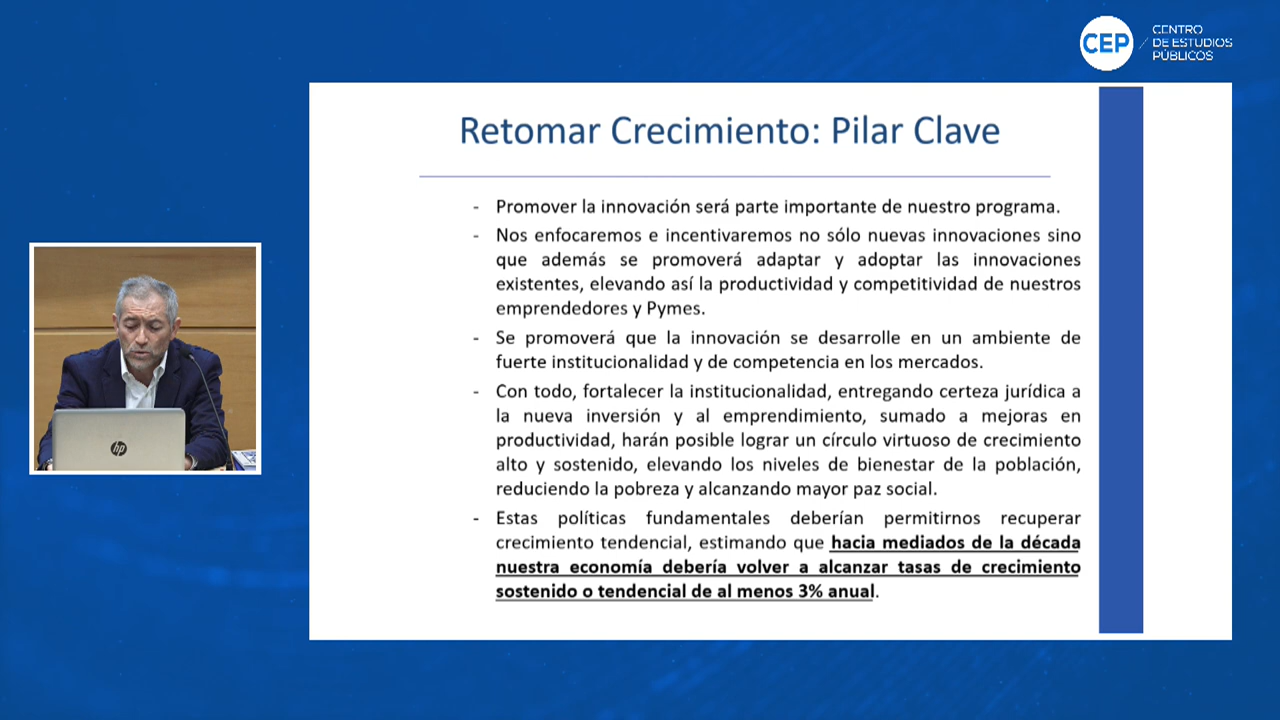 CEP
CENTRO
DE ESTUDIOS
PÚBLICOS
Retomar Crecimiento: Pilar Clave
- Promover la innovación será parte importante de nuestro programa.
- Nos enfocaremos e incentivaremos no sólo nuevas innovaciones sino
que además se promoverá adaptar y adoptar las innovaciones
existentes, elevando así la productividad y competitividad de nuestros
emprendedores y Pymes.
- Se promoverá que la innovación se desarrolle en un ambiente de
fuerte institucionalidad y de competencia en los mercados.
- Con todo, fortalecer la institucionalidad, entregando certeza jurídica a
la nueva inversión y al emprendimiento, sumado a mejoras en
productividad, harán posible lograr un círculo virtuoso de crecimiento
alto y sostenido, elevando los niveles de bienestar de la población,
reduciendo la pobreza y alcanzando mayor paz social.
- Estas políticas fundamentales deberían permitirnos recuperar
crecimiento tendencial, estimando que hacia mediados de la década
nuestra economía debería volver a alcanzar tasas de crecimiento
sostenido o tendencial de al menos 3% anual.
hp